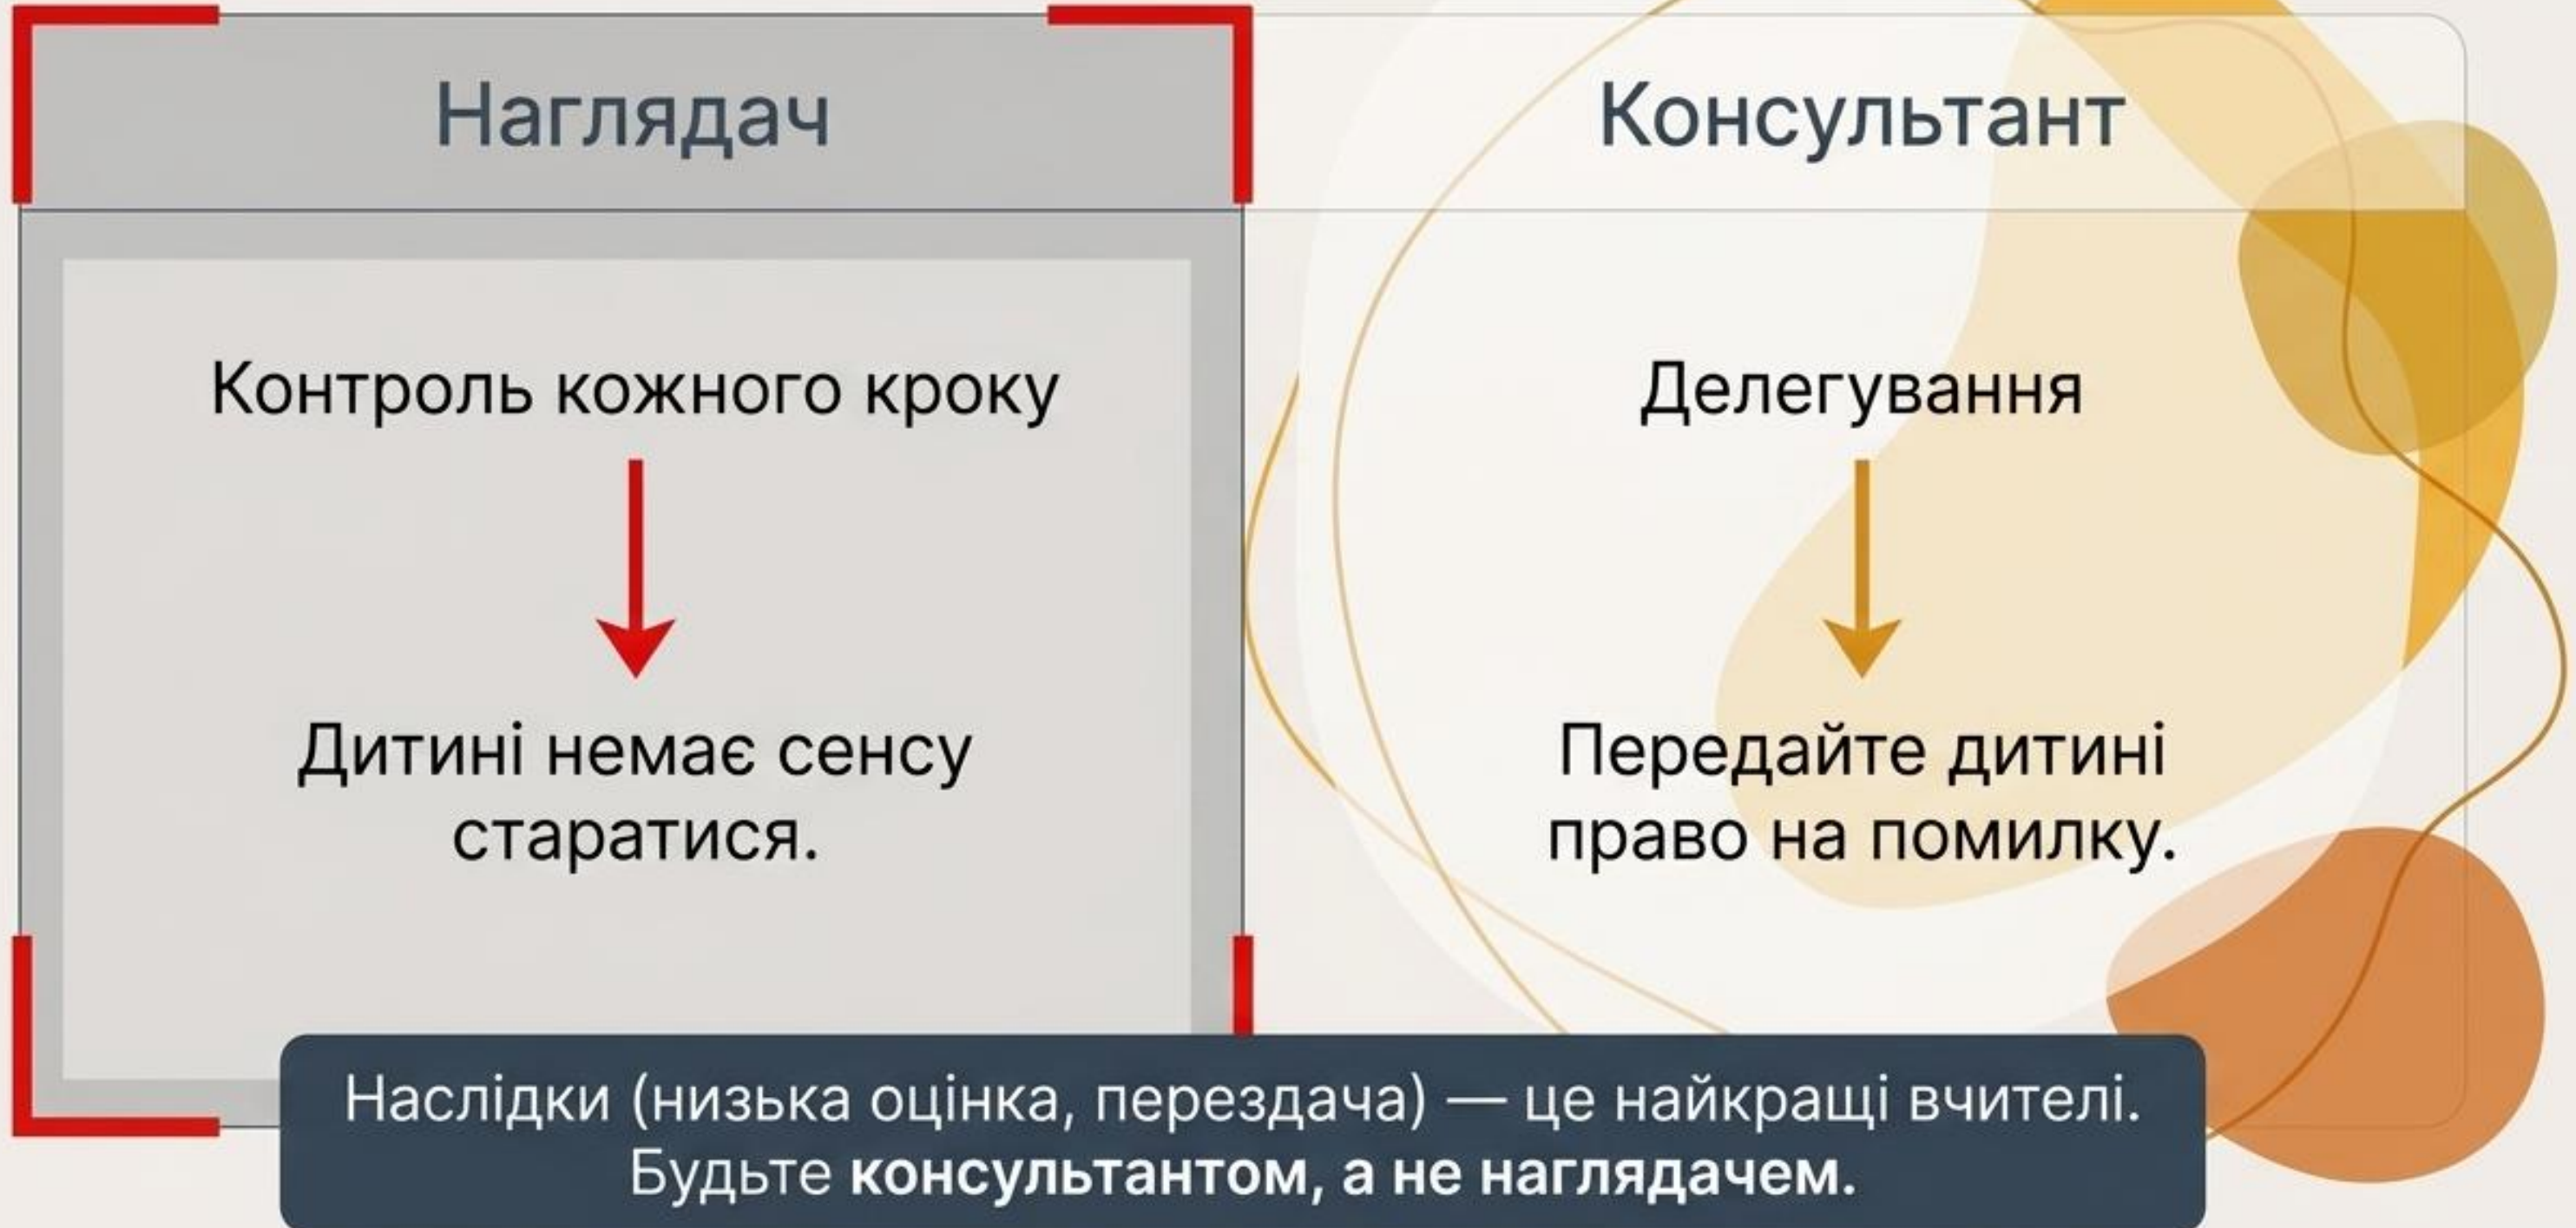 Наглядач
Контроль кожного кроку
Дитині немає сенсу
старатися.
Консультант
Делегування
Передайте дитині
право на помилку.
Наслідки (низька оцінка, перездача) — це найкращі вчителі.
Будьте консультантом, а не наглядачем.